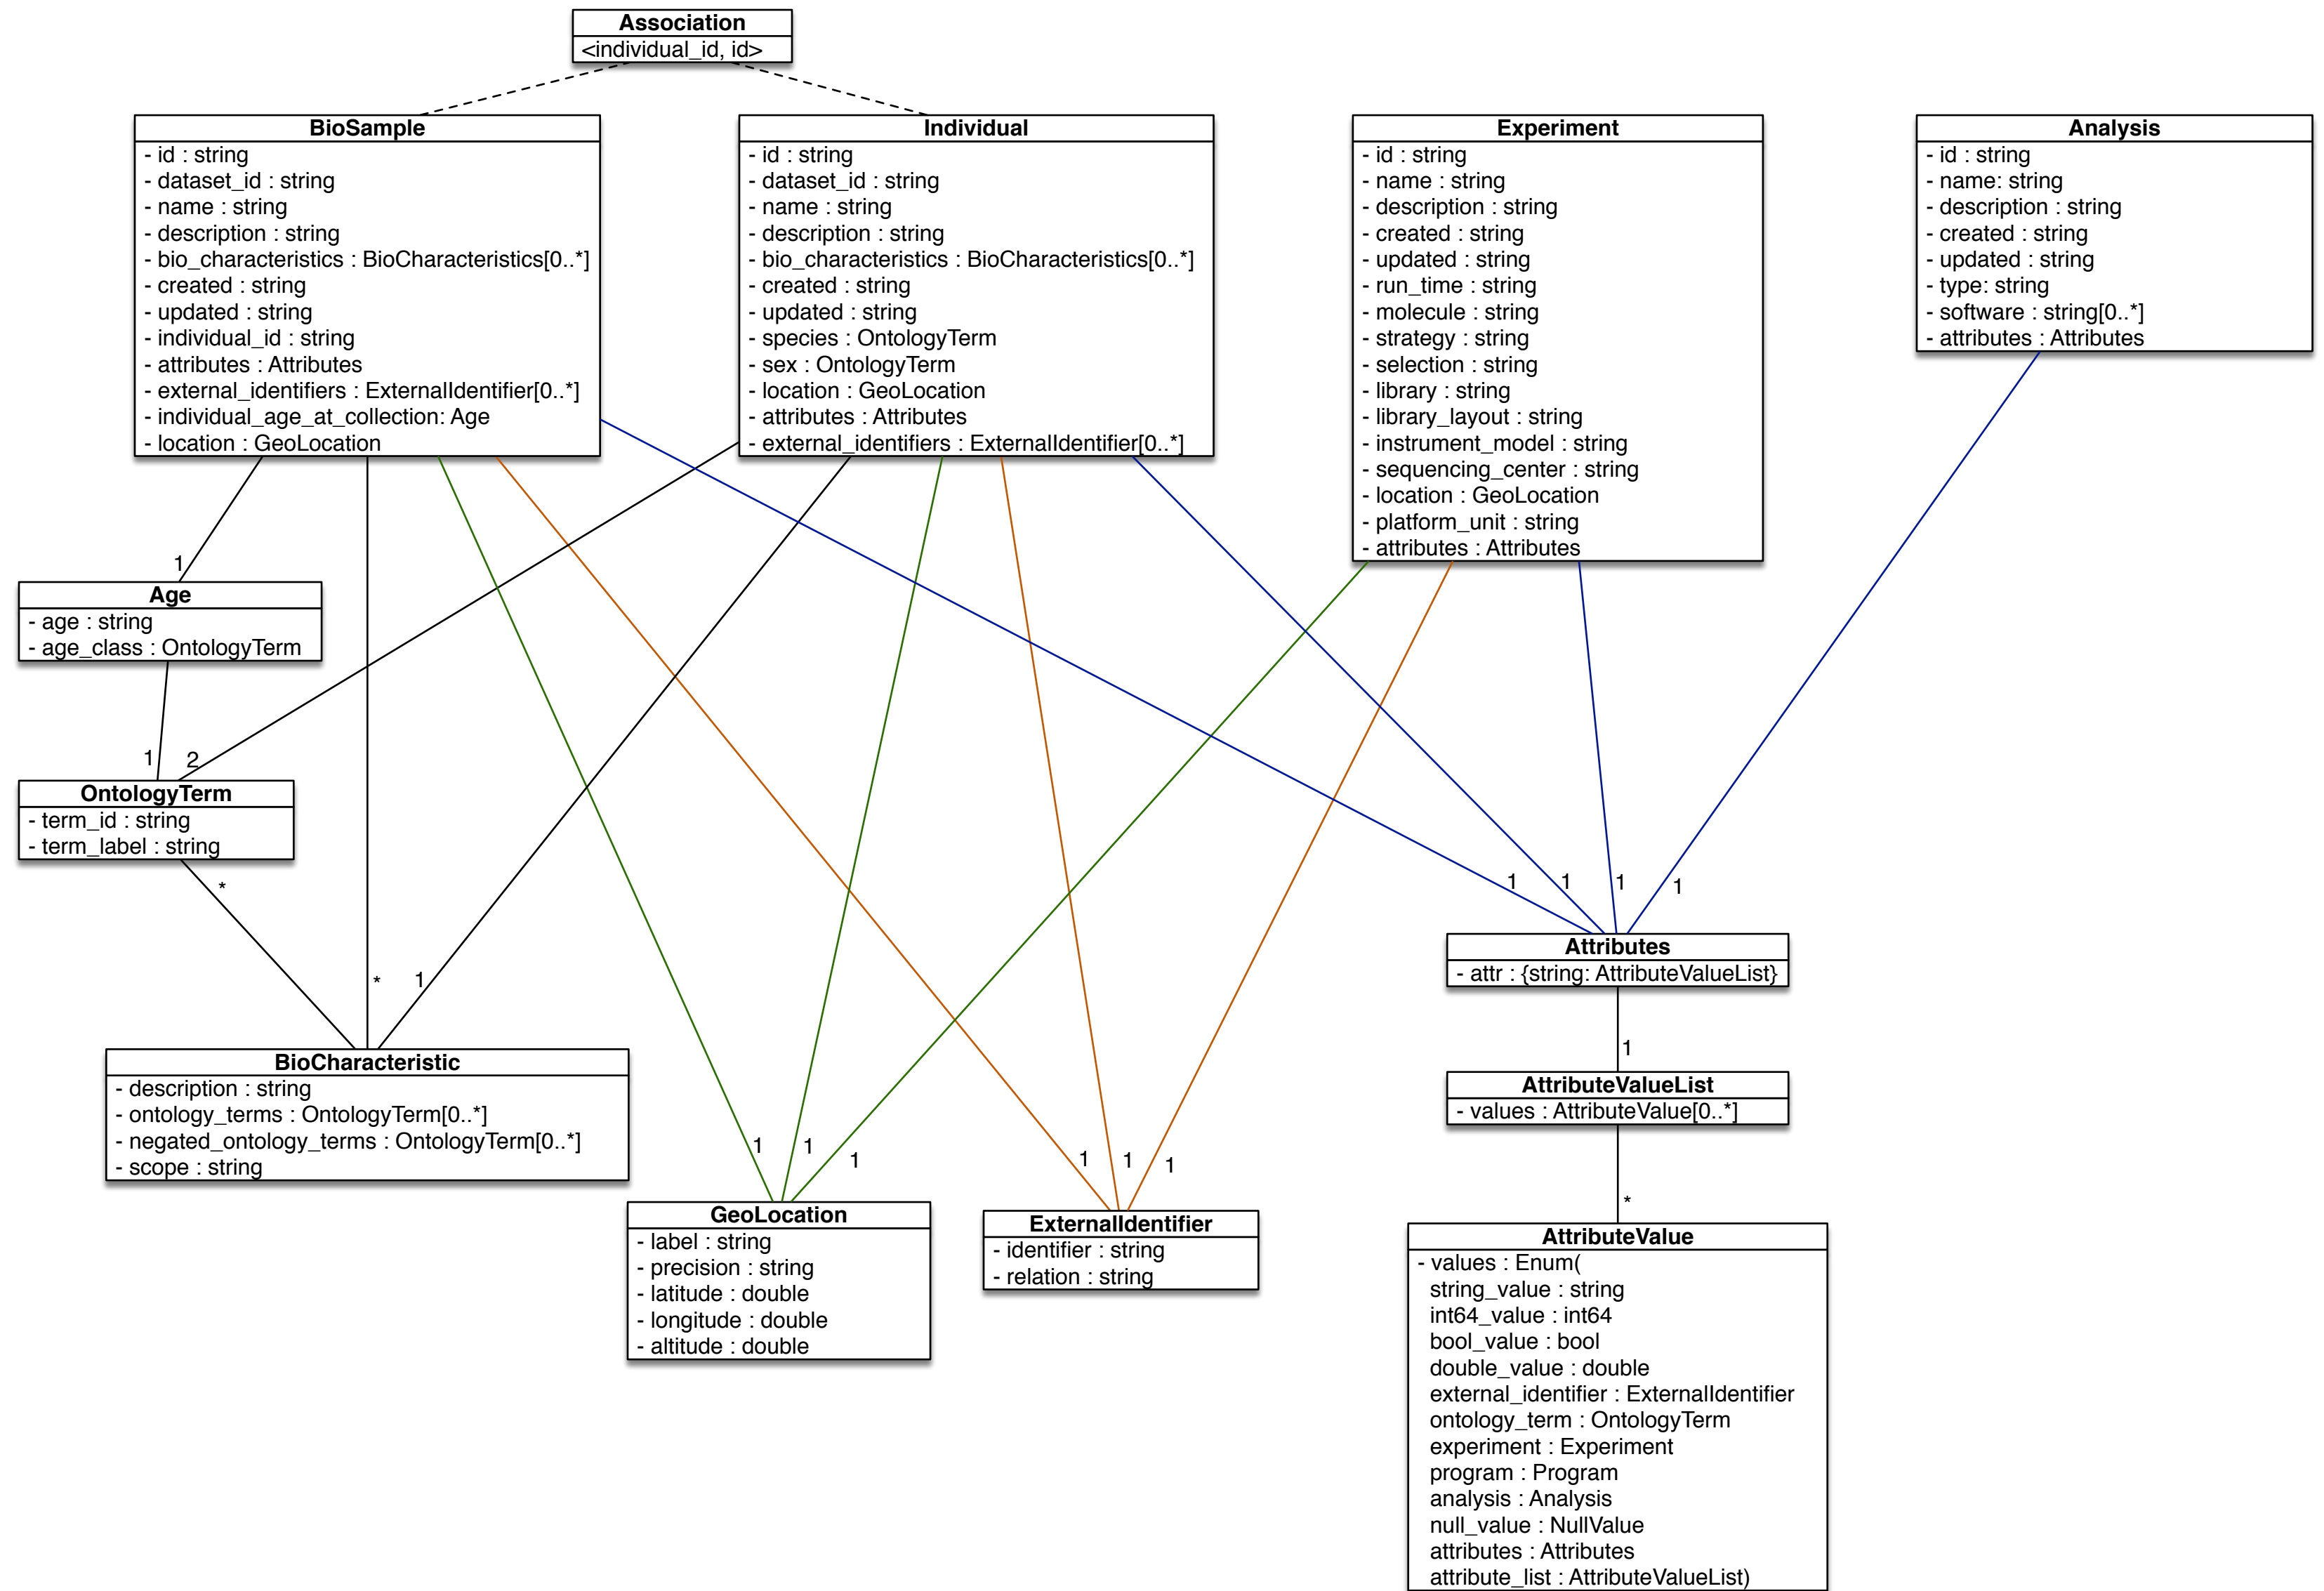 Association
<individual_id, id>
BioSample
- id : string
- dataset_id : string
- name : string
- description : string
- bio_characteristics : BioCharacteristics[0..*]
- created : string
- updated : string
- individual_id : string
- attributes : Attributes
- external_identifiers : ExternalIdentifier[0..*]
- individual_age_at_collection: Age
- location : GeoLocation
Individual
- id : string
- dataset_id : string
- name : string
- description : string
- bio_characteristics : BioCharacteristics[0..*]
- created : string
- updated : string
- species : OntologyTerm
- sex : OntologyTerm
- location : GeoLocation
- attributes : Attributes
- external_identifiers : ExternalIdentifier[0..*]
Experiment
- id : string
- name : string
- description : string
- created : string
- updated : string
- run_time : string
- molecule : string
- strategy : string
- selection : string
- library : string
- library_layout : string
- instrument_model : string
- sequencing_center : string
- location : GeoLocation
- platform_unit : string
- attributes : Attributes
Analysis
- id : string
- name: string
- description : string
- created : string
- updated : string
- type: string
- software : string[0..*]
- attributes : Attributes
1
Age
- age : string
- age_class : OntologyTerm
1
2
OntologyTerm
- term_id : string
- term_label : string
*
*
1
BioCharacteristic
- description : string
- ontology_terms : OntologyTerm[0..*]
- negated_ontology_terms : OntologyTerm[0..*]
- scope : string
1
1
1
GeoLocation
- label : string
- precision : string
- latitude : double
- longitude : double
- altitude : double
1
1
1
ExternalIdentifier
- identifier : string
- relation : string
1
1
1
1
Attributes
- attr : {string: AttributeValueList}
1
AttributeValueList
- values : AttributeValue[0..*]
*
AttributeValue
- values : Enum(
string_value : string
int64_value : int64
bool_value : bool
double_value : double
external_identifier : ExternalIdentifier
ontology_term : OntologyTerm
experiment : Experiment
program : Program
analysis : Analysis
null_value : NullValue
attributes : Attributes
attribute_list : AttributeValueList)